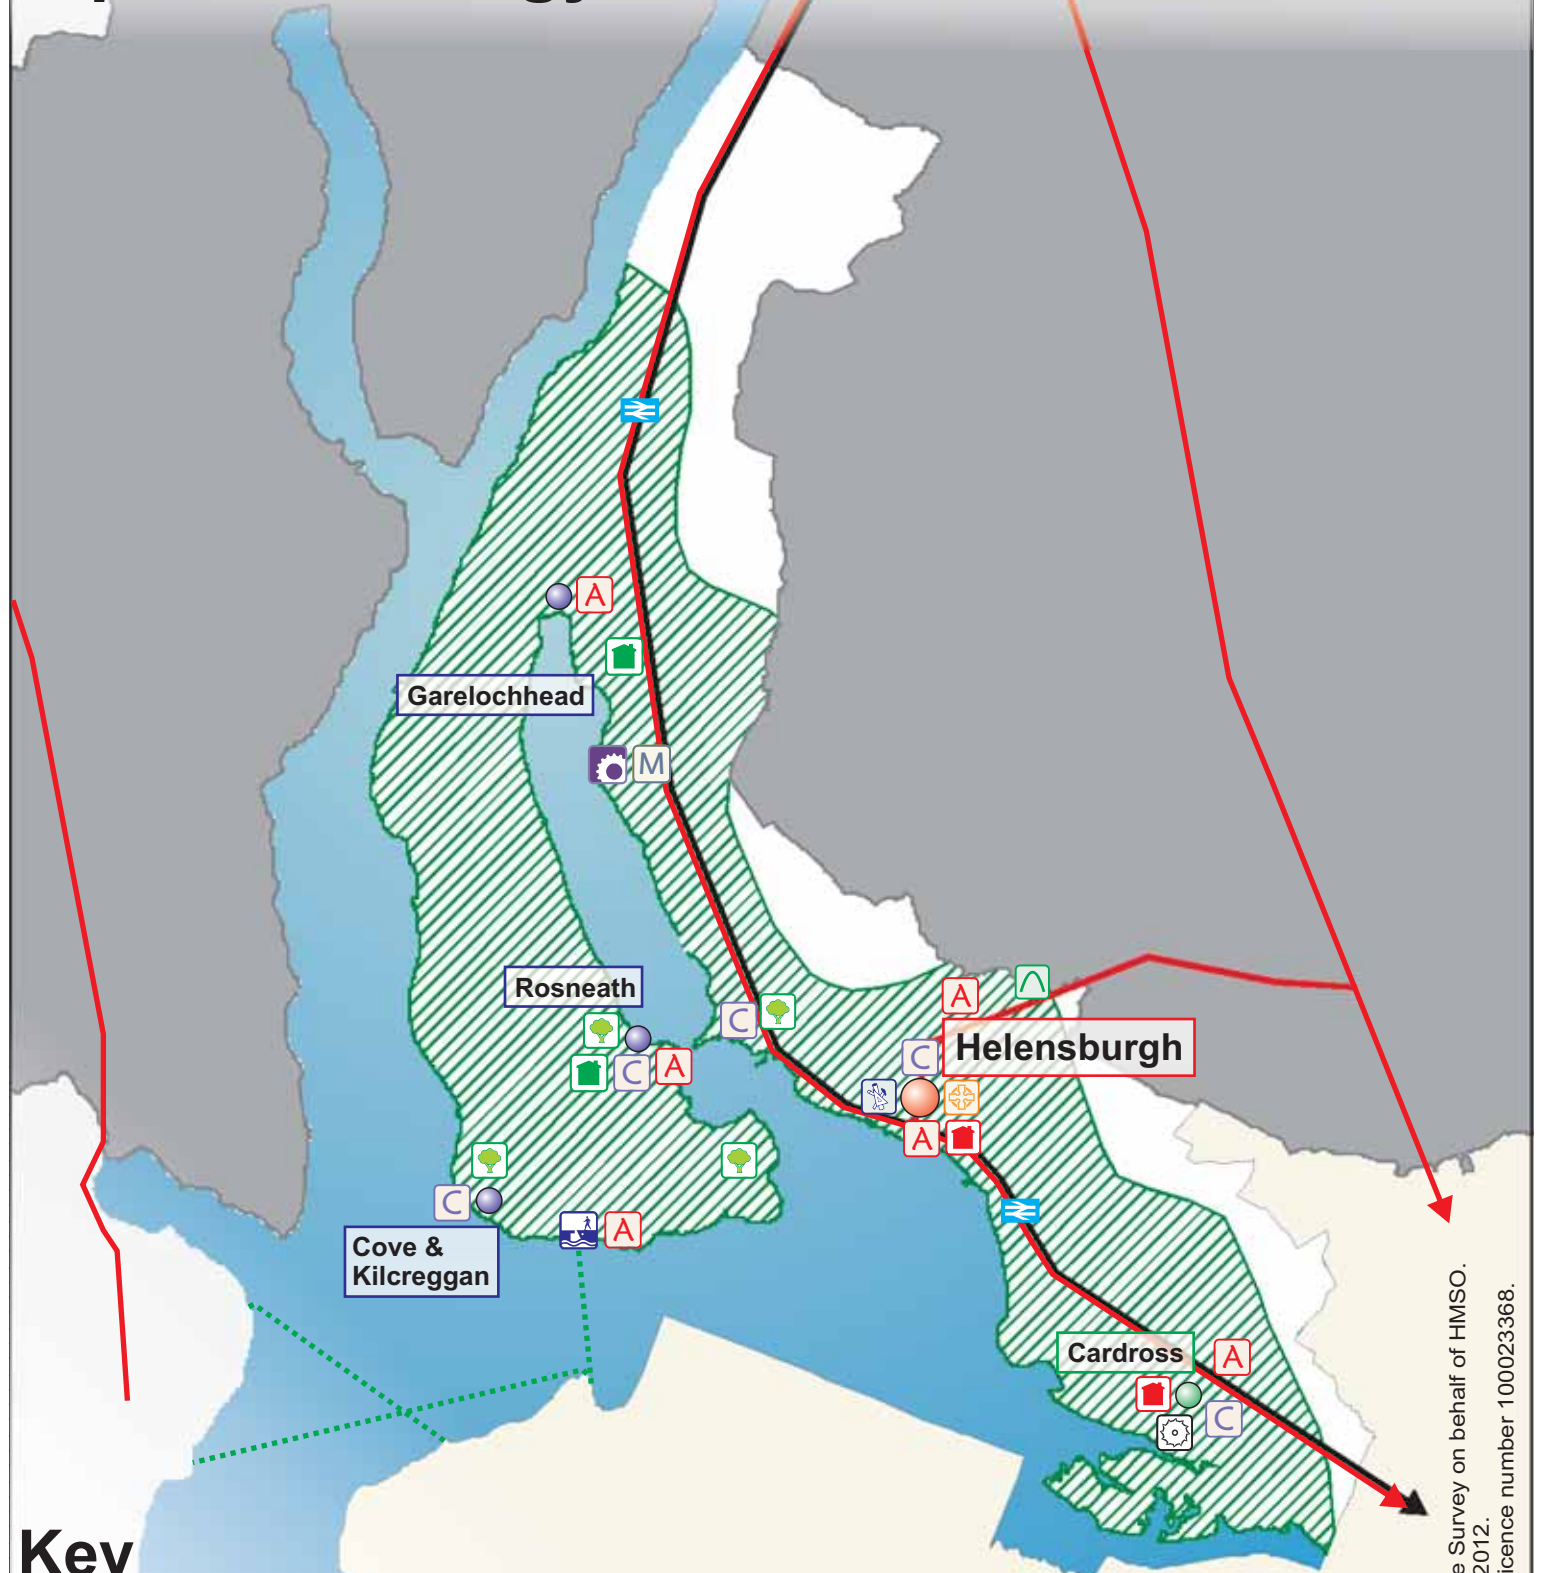 A
Garelochhead
M
Rosneath
A
C
C
Helensburgh
C
A
A
C
A
Cove &
Kilcreggan
Cardross
A
C
Key
e Survey on behalf of HMSO.
2012.
icence number 100023368.